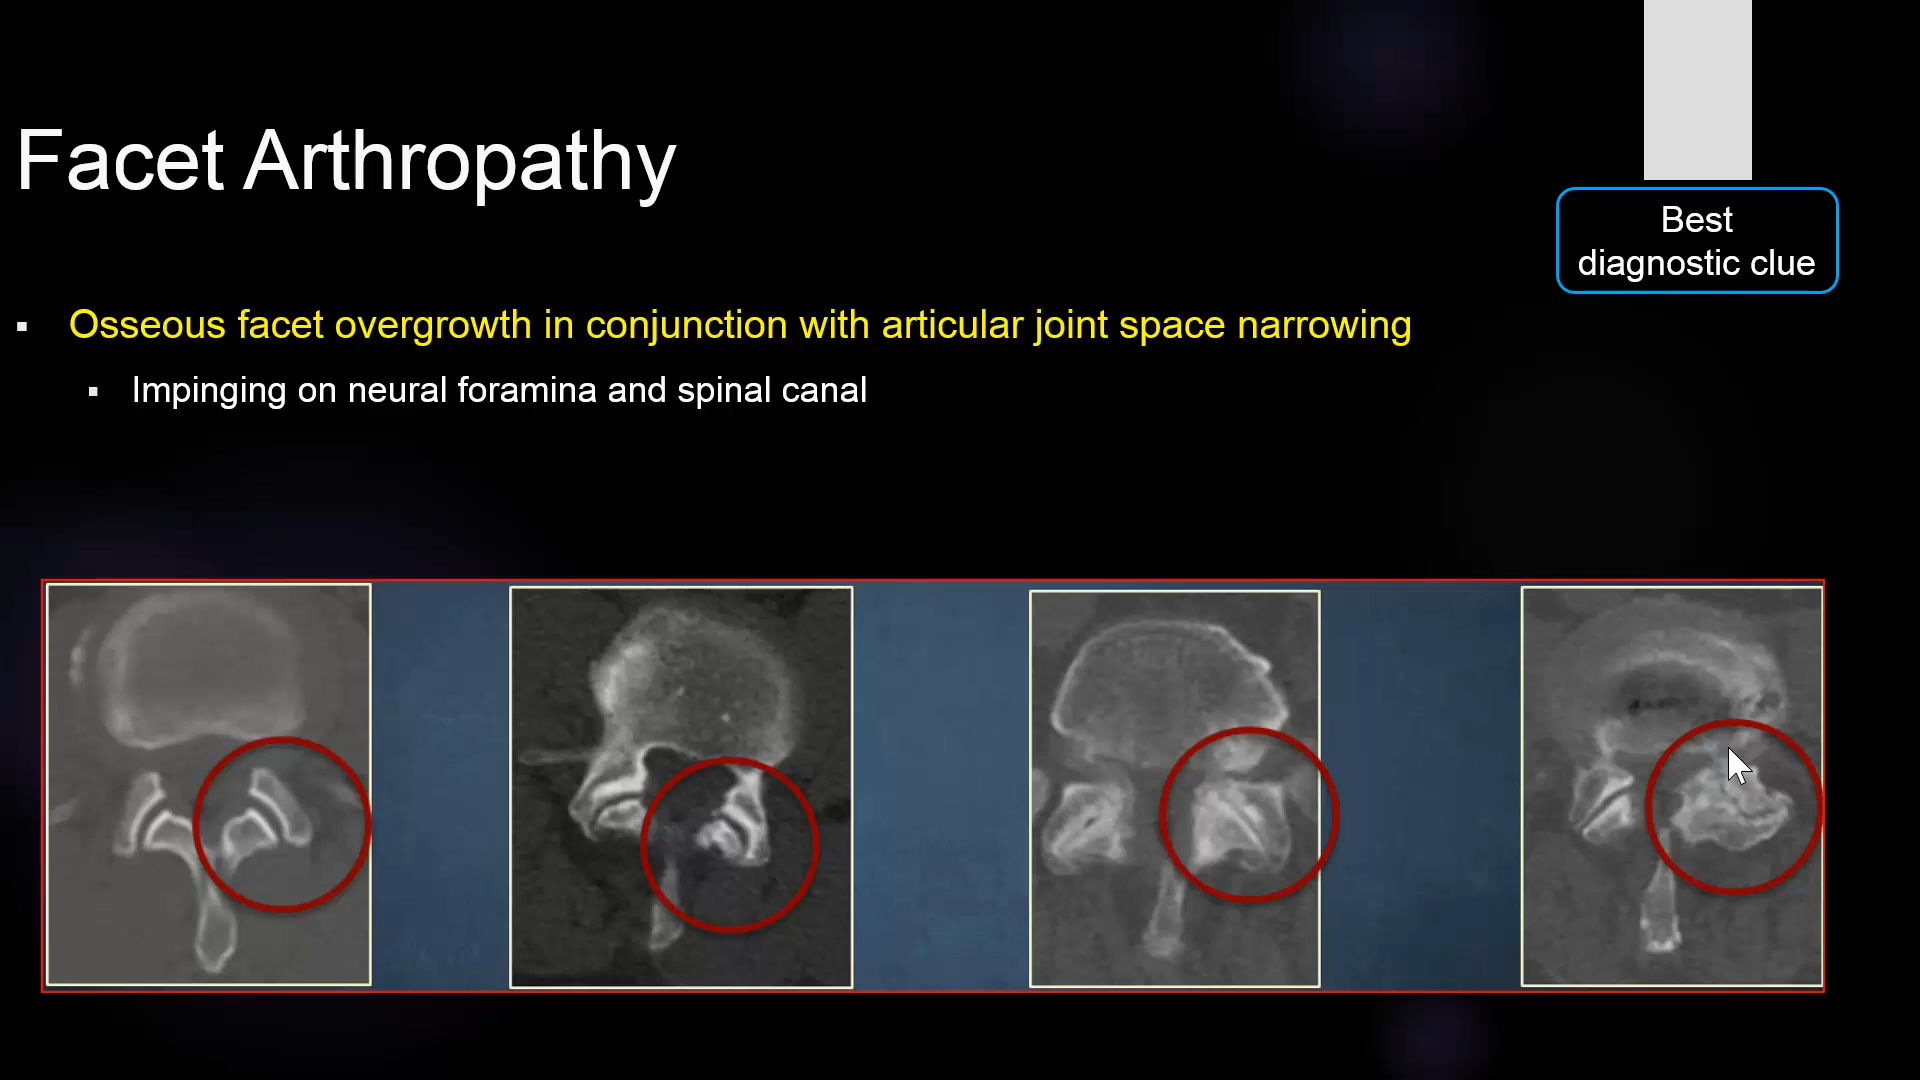 Facet Arthropathy
Best
diagnostic clue
Osseous facet overgrowth in conjunction with articular joint space narrowing
Impinging on neural foramina and spinal canal